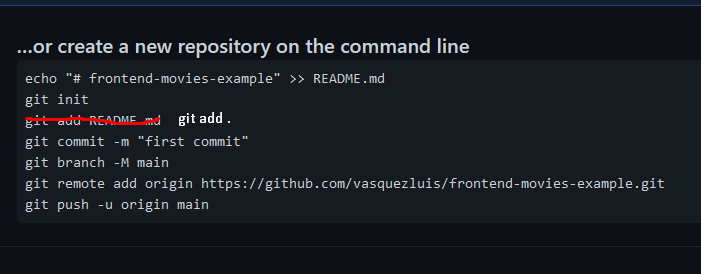 ...or create a new repository on the command line
echo "# frontend-movies-example" >> README.md
git init
git add README.md git add .
git commit -m "first commit"
git branch -M main
git remote add origin https://github.com/vasquezluis/frontend-movies-example.git
git push -u origin main